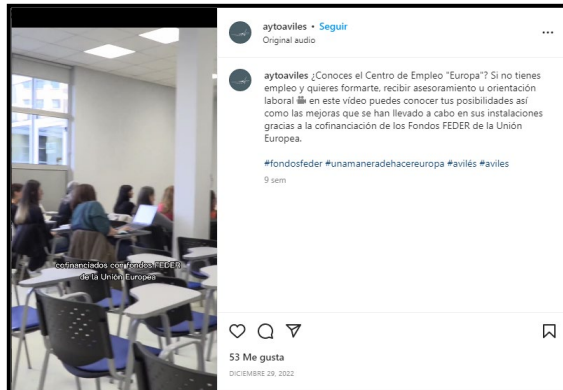 aytoaviles • Seguir
Original audio
aytoaviles ¿Conoces el Centro de Empleo "Europa"? Si no tienes
empleo y quieres formarte, recibir asesoramiento u orientación
laboral 🎥 en este vídeo puedes conocer tus posibilidades así
como las mejoras que se han llevado a cabo en sus instalaciones
gracias a la cofinanciación de los Fondos FEDER de la Unión
Europea.
#fondosfeder #unamaneradehacereuropa #avilés #aviles
9 sem
cofinanciados con fondos FEDER
de la Unión Europea
53 Me gusta
DICIEMBRE 29, 2022